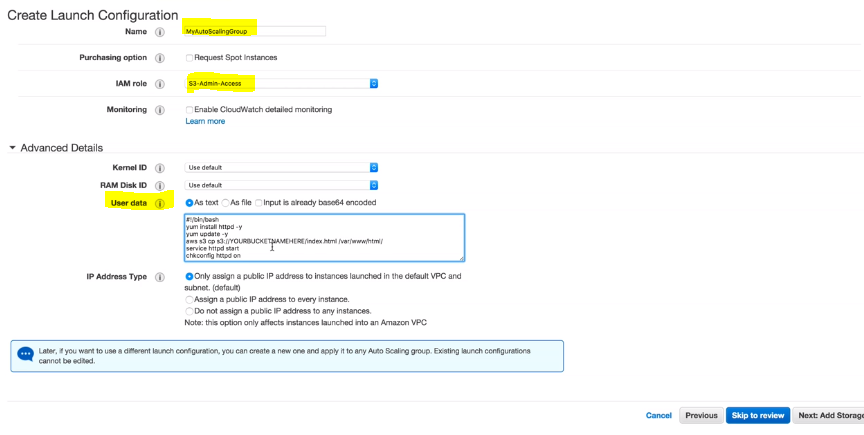 Create Launch Configuration
Name i MyAutoScalingGroup
Purchasing option i Request Spot Instances
IAM role i S3-Admin-Access
Monitoring i Enable CloudWatch detailed monitoring
Learn more
Advanced Details
Kernel ID i Use default
RAM Disk ID i Use default
User data i As text As file Input is already base64 encoded
#!/bin/bash
yum install httpd -y
yum update -y
aws s3 cp s3://YOURBUCKETNAMEHERE/index.html /var/www/html/
service httpd start
chkconfig httpd on
IP Address Type i Only assign a public IP address to instances launched in the default VPC and
subnet. (default)
Assign a public IP address to every instance.
Do not assign a public IP address to any instances.
Note: this option only affects instances launched into an Amazon VPC
Later, if you want to use a different launch configuration, you can create a new one and apply it to any Auto Scaling group. Existing launch configurations
cannot be edited.
Cancel Previous Skip to review Next: Add Storage